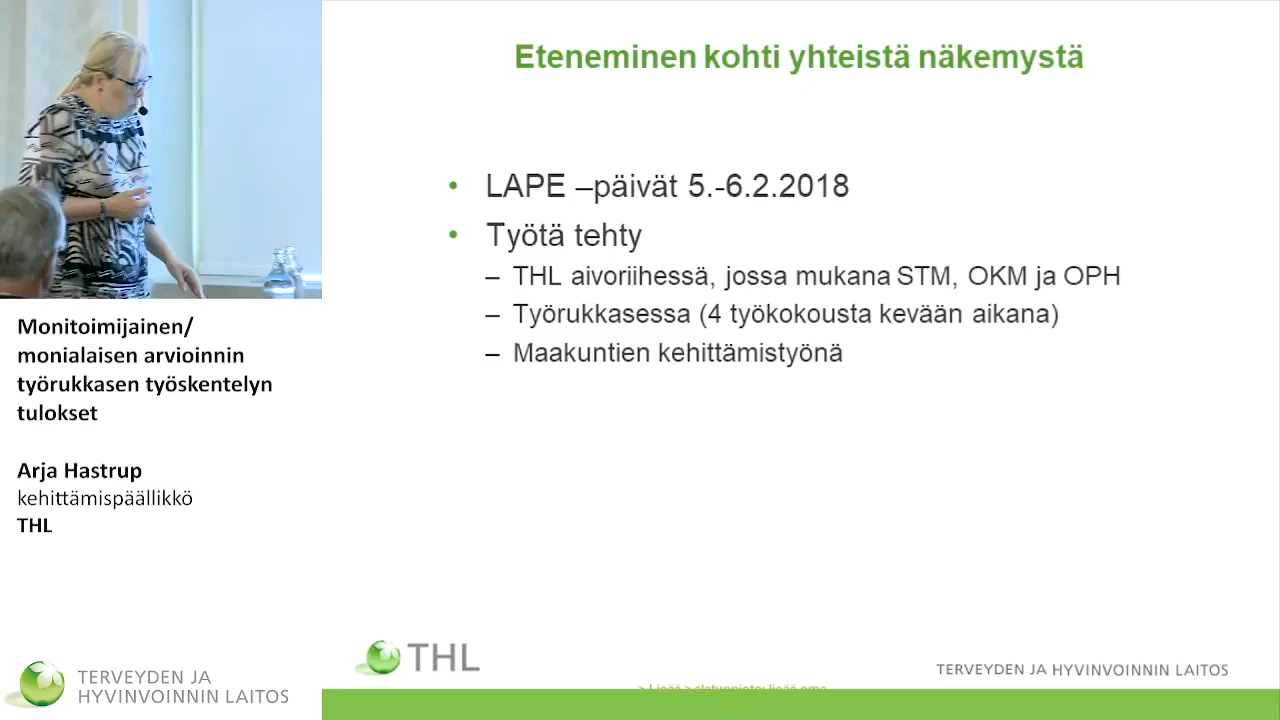 Eteneminen kohti yhteistä näkemystä
• LAPE –päivät 5.-6.2.2018
• Työtä tehty
– THL aivoriihessä, jossa mukana STM, OKM ja OPH
– Työrukkasessa (4 työkokousta kevään aikana)
– Maakuntien kehittämistyönä
Monitoimijainen/
monialaisen arvioinnin
työrukkasen työskentelyn
tulokset
Arja Hastrup
kehittämispäällikkö
THL
TERVEYDEN JA
HYVINVOINNIN LAITOS
THL
TERVEYDEN JA HYVINVOINNIN LAITOS